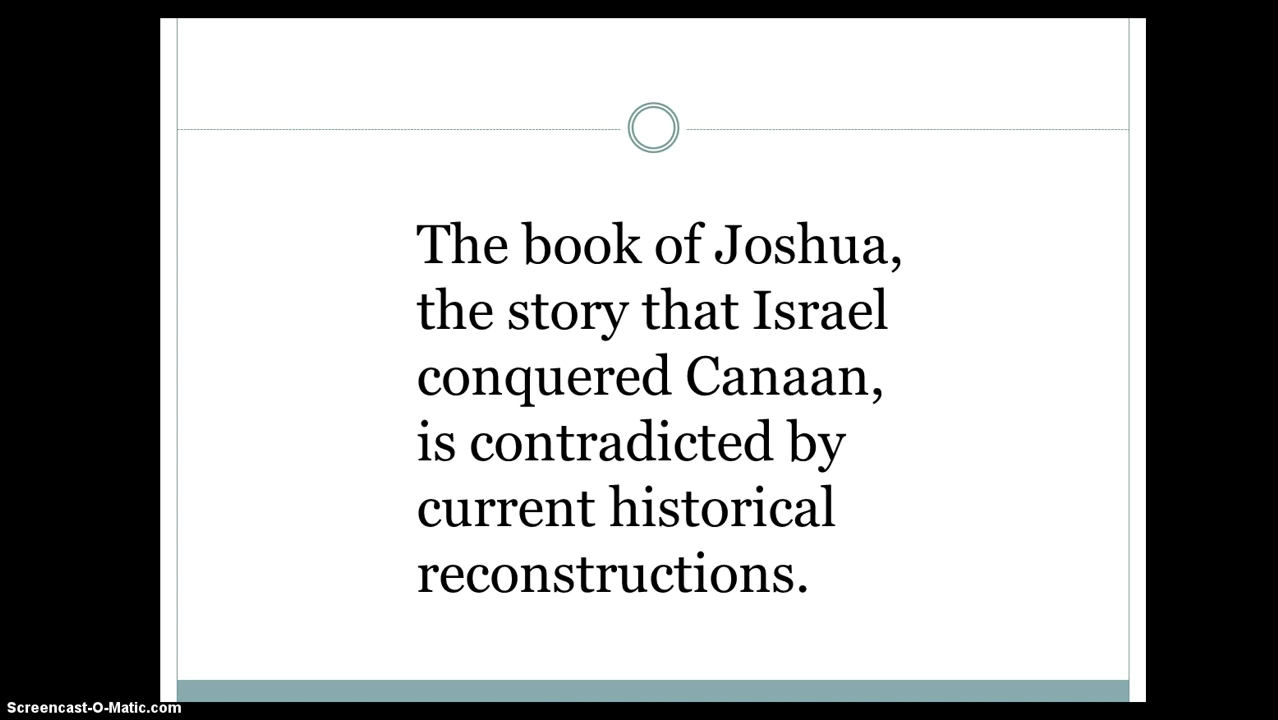 The book of Joshua,
the story that Israel
conquered Canaan,
is contradicted by
current historical
reconstructions.
Screencast-O-Matic.com